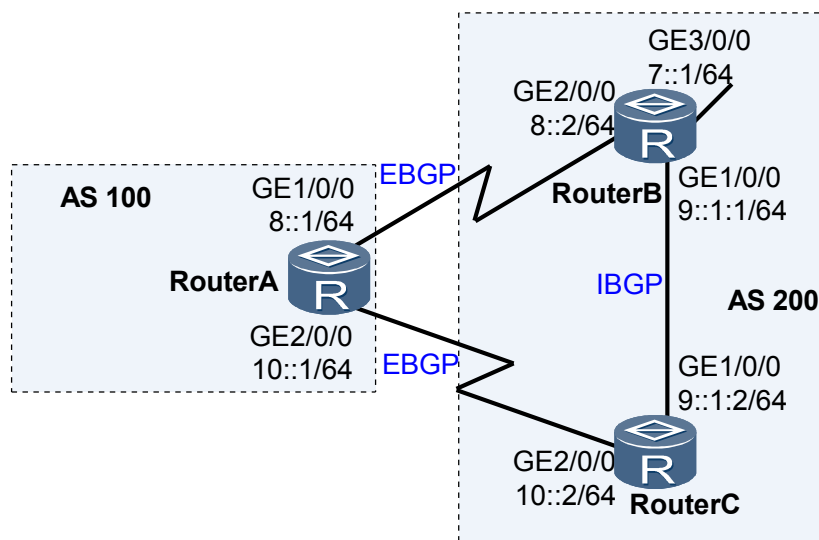 GE3/0/0
7::1/64
GE2/0/0
8::2/64
R
RouterB
EBGP
GE1/0/0
9::1:1/64
AS 100
GE1/0/0
8::1/64
RouterA
R
IBGP
AS 200
GE2/0/0
10::1/64
EBGP
GE1/0/0
9::1:2/64
GE2/0/0
10::2/64
R
RouterC